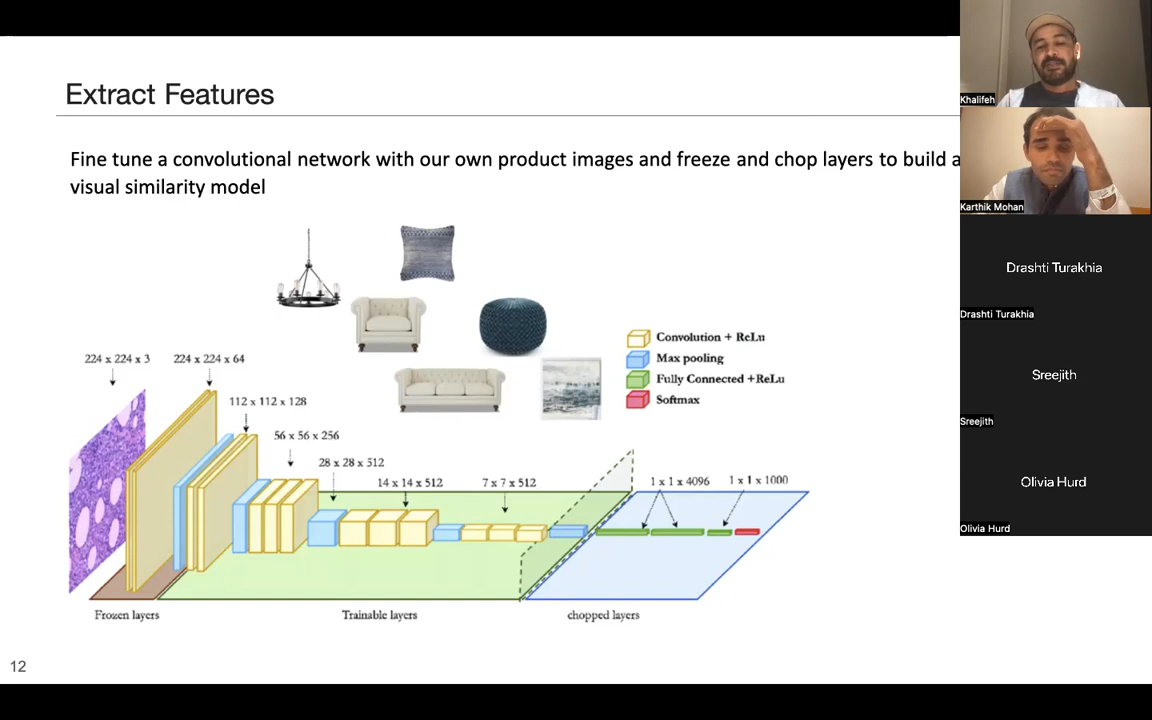 Extract Features
Fine tune a convolutional network with our own product images and freeze and chop layers to build a
visual similarity model
Convolution + ReLu
Max pooling
Fully Connected +ReLu
Softmax
224 x 224 x 3
224 x 224 x 64
112 x 112 x 128
56 x 56 x 256
28 x 28 x 512
14 x 14 x 512
7 x 7 x 512
1 x 1 x 4096
1 x 1 x 1000
Frozen layers
Trainable layers
chopped layers
12
Khalifeh
Karthik Mohan
Drashti Turakhia
Drashti Turakhia
Sreejith
Sreejith
Olivia Hurd
Olivia Hurd